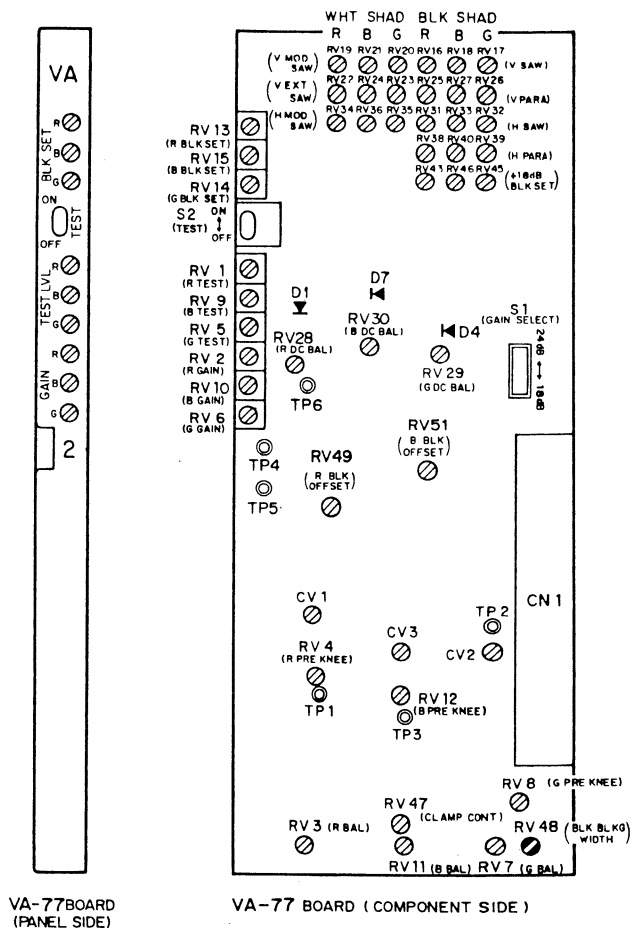 WHT SHAD BLK SHAD
R B G R B G
RV19 RV21 RV20 RV16 RV18 RV17
(V MOD SAW) (V SAW)
RV22 RV24 RV23 RV25 RV27 RV26
(V EXT SAW) (V PARA)
RV34 RV36 RV35 RV31 RV33 RV32
(H MOD SAW) (H SAW)
RV38 RV40 RV39
(H PARA)
RV43 RV46 RV45
(+18dB BLK SET)
VA
R
B
G
BLK SET
ON
OFF
TEST
R
B
G
TEST LVL
R
B
G
GAIN
2
RV 13
(R BLK SET)
RV 15
(B BLK SET)
RV 14
(G BLK SET)
S2
(TEST)
ON
↕
OFF
RV 1
(R TEST)
RV 9
(B TEST)
RV 5
(G TEST)
RV 2
(R GAIN)
RV 10
(B GAIN)
RV 6
(G GAIN)
D1
D7
D4
RV28
(R DC BAL)
RV30
(B DC BAL)
RV 29
(G DC BAL)
S1
(GAIN SELECT)
24dB ↔ 18dB
TP6
TP4
TP5
RV49
(R BLK OFFSET)
RV51
(B BLK OFFSET)
CN 1
CV 1
CV3
TP 2
CV2
RV 4
(R PRE KNEE)
TP1
RV 12
(B PRE KNEE)
TP3
RV 8 (G PRE KNEE)
RV 47
(CLAMP CONT)
RV 3 (R BAL)
RV 48 (BLK BLKG WIDTH)
RV 11 (B BAL) RV 7 (G BAL)
VA-77 BOARD
(PANEL SIDE)
VA-77 BOARD (COMPONENT SIDE)